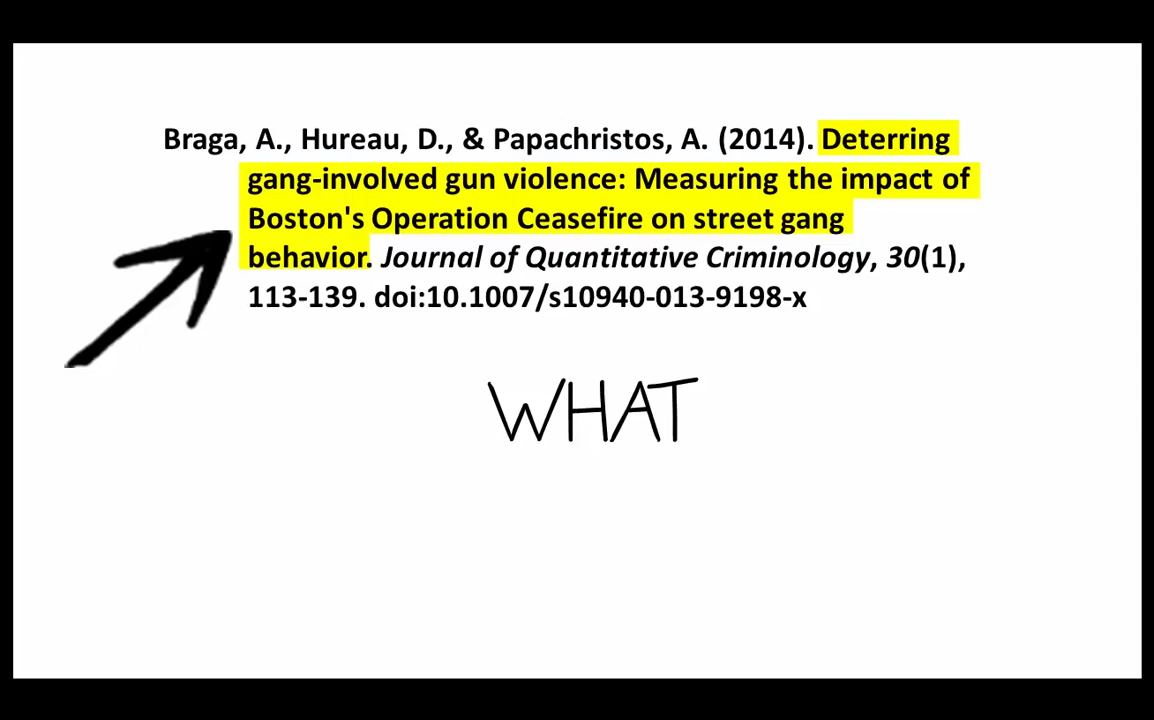 Braga, A., Hureau, D., & Papachristos, A. (2014). Deterring
gang-involved gun violence: Measuring the impact of
Boston's Operation Ceasefire on street gang
behavior. Journal of Quantitative Criminology, 30(1),
113-139. doi:10.1007/s10940-013-9198-x
WHAT